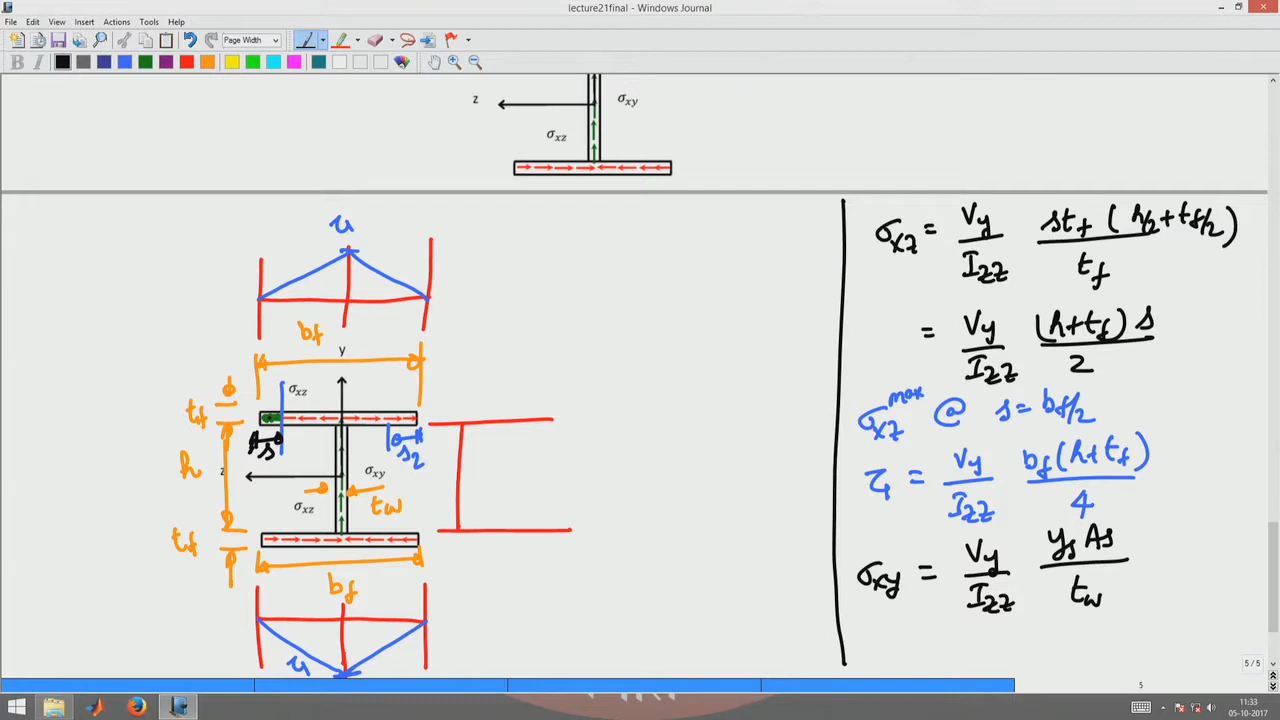 lecture21final - Windows Journal
File Edit View Insert Actions Tools Help
Page Width
B I
z
σxy
σxz
τ1
bf
y
σxz
tf
s
s2
h
z
σxy
σxz
tw
tf
bf
τ1
σxz = Vy/Izz stf (h/2 + tf/2)/tf
= Vy/Izz (h+tf) s/2
σxz max @ s = bf/2
τ1 = Vy/Izz bf(h+tf)/4
σxy = Vy/Izz ys As/tw
5 / 5
5
11:33
05-10-2017